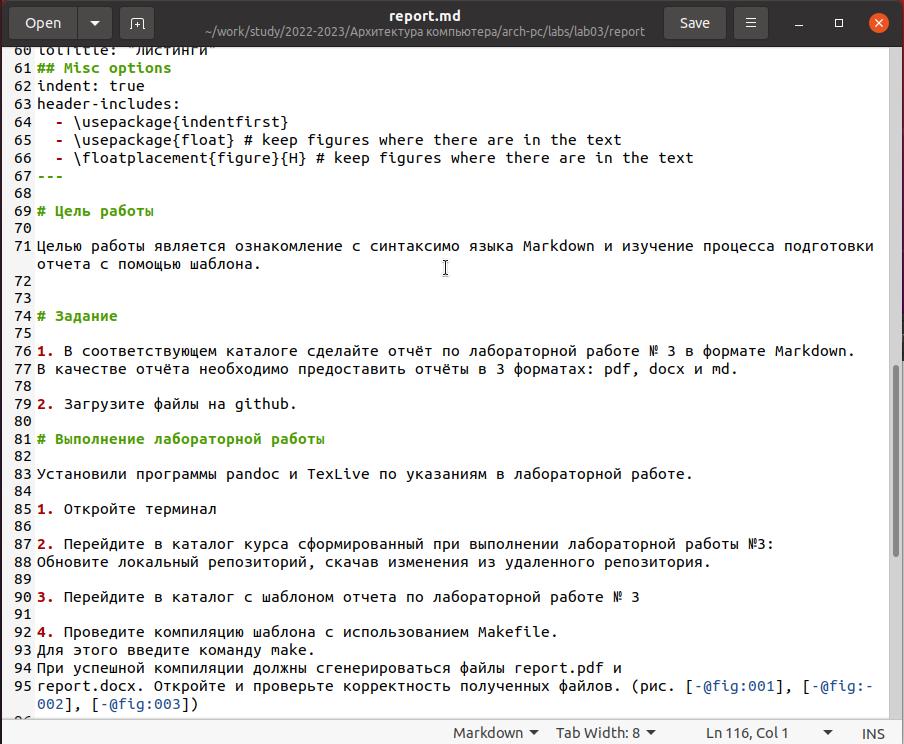 Open
report.md
~/work/study/2022-2023/Архитектура компьютера/arch-pc/labs/lab03/report
Save
60 lotTitle: "Листинги"
61 ## Misc options
62 indent: true
63 header-includes:
64   - \usepackage{indentfirst}
65   - \usepackage{float} # keep figures where there are in the text
66   - \floatplacement{figure}{H} # keep figures where there are in the text
67 ---
68
69 # Цель работы
70
71 Целью работы является ознакомление с синтаксимо языка Markdown и изучение процесса подготовки
отчета с помощью шаблона.
72
73
74 # Задание
75
76 1. В соответствующем каталоге сделайте отчёт по лабораторной работе № 3 в формате Markdown.
77 В качестве отчёта необходимо предоставить отчёты в 3 форматах: pdf, docx и md.
78
79 2. Загрузите файлы на github.
80
81 # Выполнение лабораторной работы
82
83 Установили программы pandoc и TexLive по указаниям в лабораторной работе.
84
85 1. Откройте терминал
86
87 2. Перейдите в каталог курса сформированный при выполнении лабораторной работы №3:
88 Обновите локальный репозиторий, скачав изменения из удаленного репозитория.
89
90 3. Перейдите в каталог с шаблоном отчета по лабораторной работе № 3
91
92 4. Проведите компиляцию шаблона с использованием Makefile.
93 Для этого введите команду make.
94 При успешной компиляции должны сгенерироваться файлы report.pdf и
95 report.docx. Откройте и проверьте корректность полученных файлов. (рис. [-@fig:001], [-@fig:-
002], [-@fig:003])
Markdown
Tab Width: 8
Ln 116, Col 1
INS